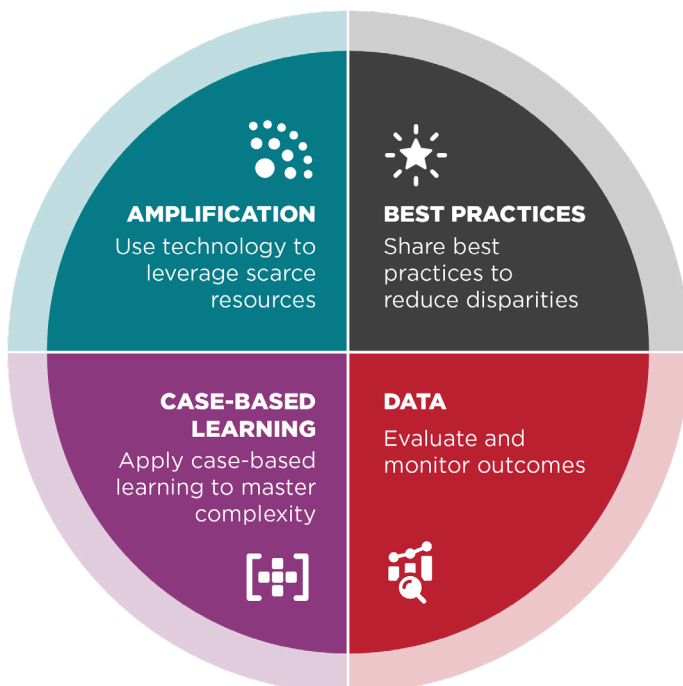 AMPLIFICATION
Use technology to
leverage scarce
resources
BEST PRACTICES
Share best
practices to
reduce disparities
CASE-BASED
LEARNING
Apply case-based
learning to master
complexity
DATA
Evaluate and
monitor outcomes